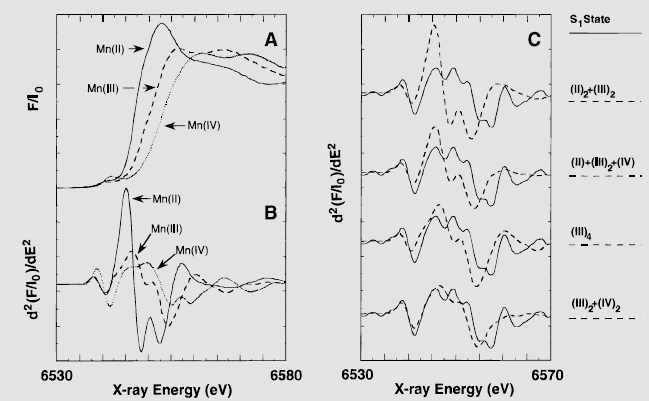 A
Mn(II)
Mn(III)
Mn(IV)
F/I0
B
Mn(II)
Mn(III)
Mn(IV)
d2(F/I0)/dE2
6530
6580
X-ray Energy (eV)
C
d2(F/I0)/dE2
6530
6570
X-ray Energy (eV)
S1State
(II)2+(III)2
(II)+(III)2+(IV)
(III)4
(III)2+(IV)2